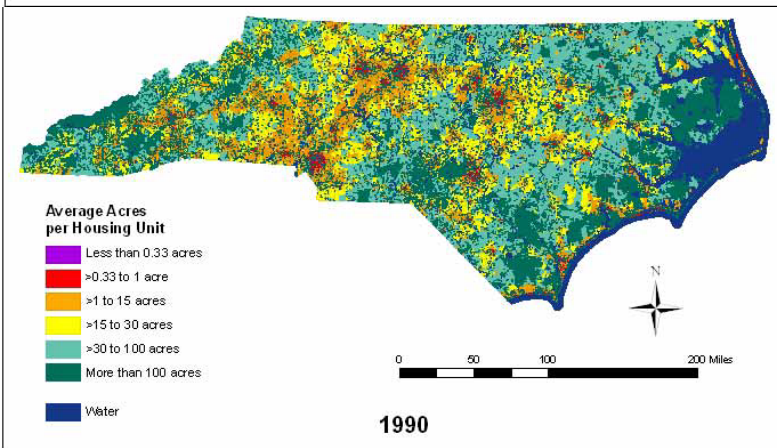 Average Acres
per Housing Unit
Less than 0.33 acres
>0.33 to 1 acre
>1 to 15 acres
>15 to 30 acres
>30 to 100 acres
More than 100 acres
Water
N
0 50 100 200 Miles
1990